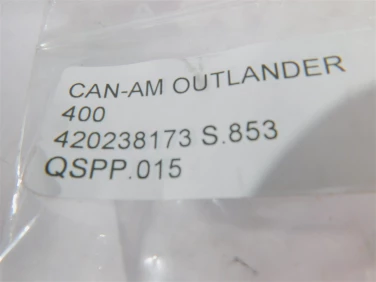 CAN-AM OUTLANDER
400
420238173 S.853
QSPP.015